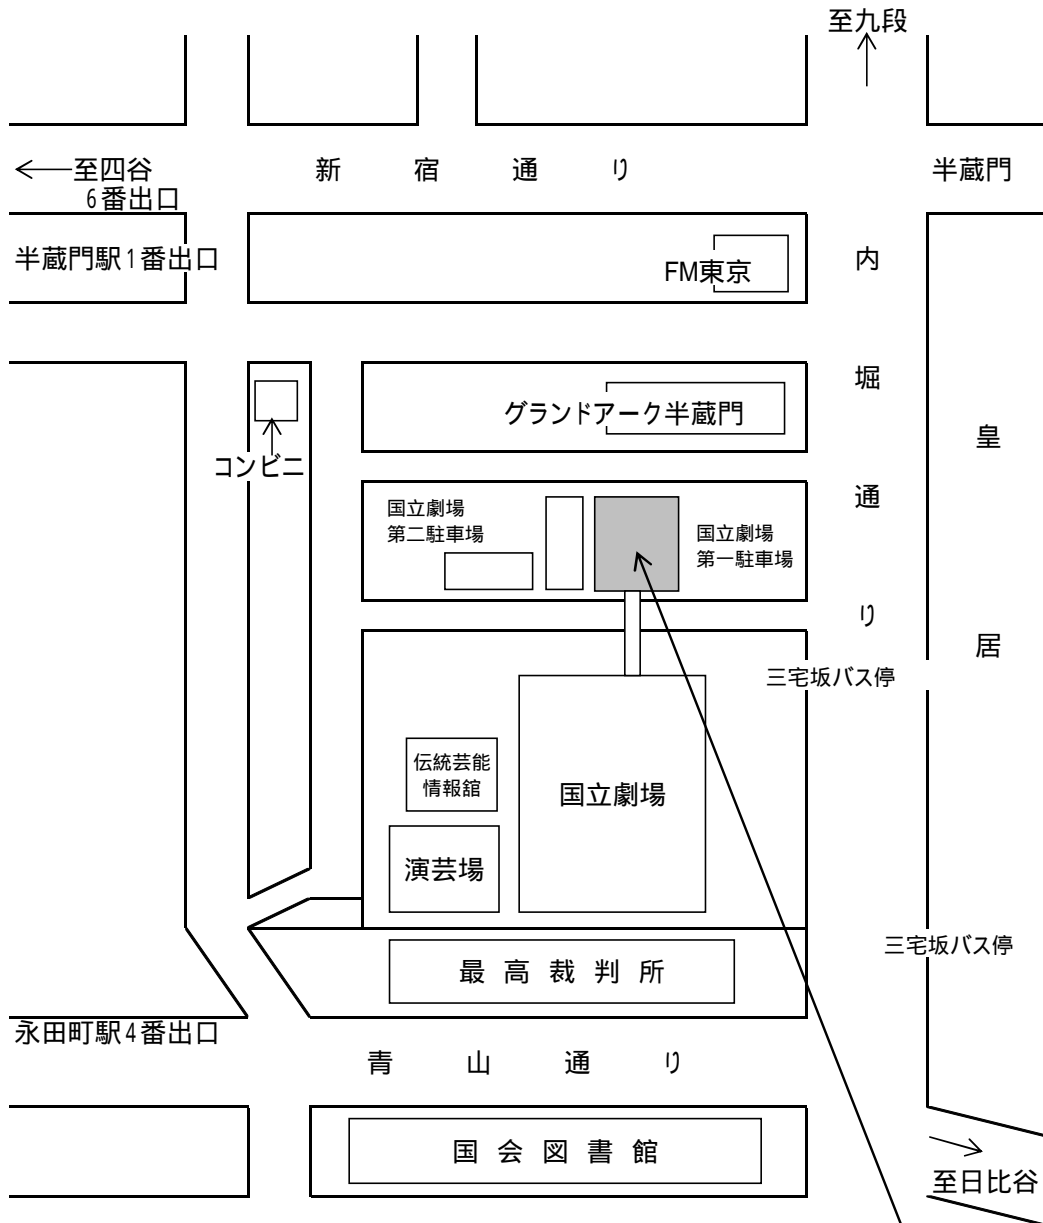 至九段
至四谷
新宿通り
半蔵門
6番出口
半蔵門駅1番出口
FM東京
内堀通り
グランドアーク半蔵門
皇居
コンビニ
国立劇場
第二駐車場
国立劇場
第一駐車場
三宅坂バス停
伝統芸能
情報舘
国立劇場
演芸場
三宅坂バス停
最高裁判所
永田町駅4番出口
青山通り
国会図書館
至日比谷